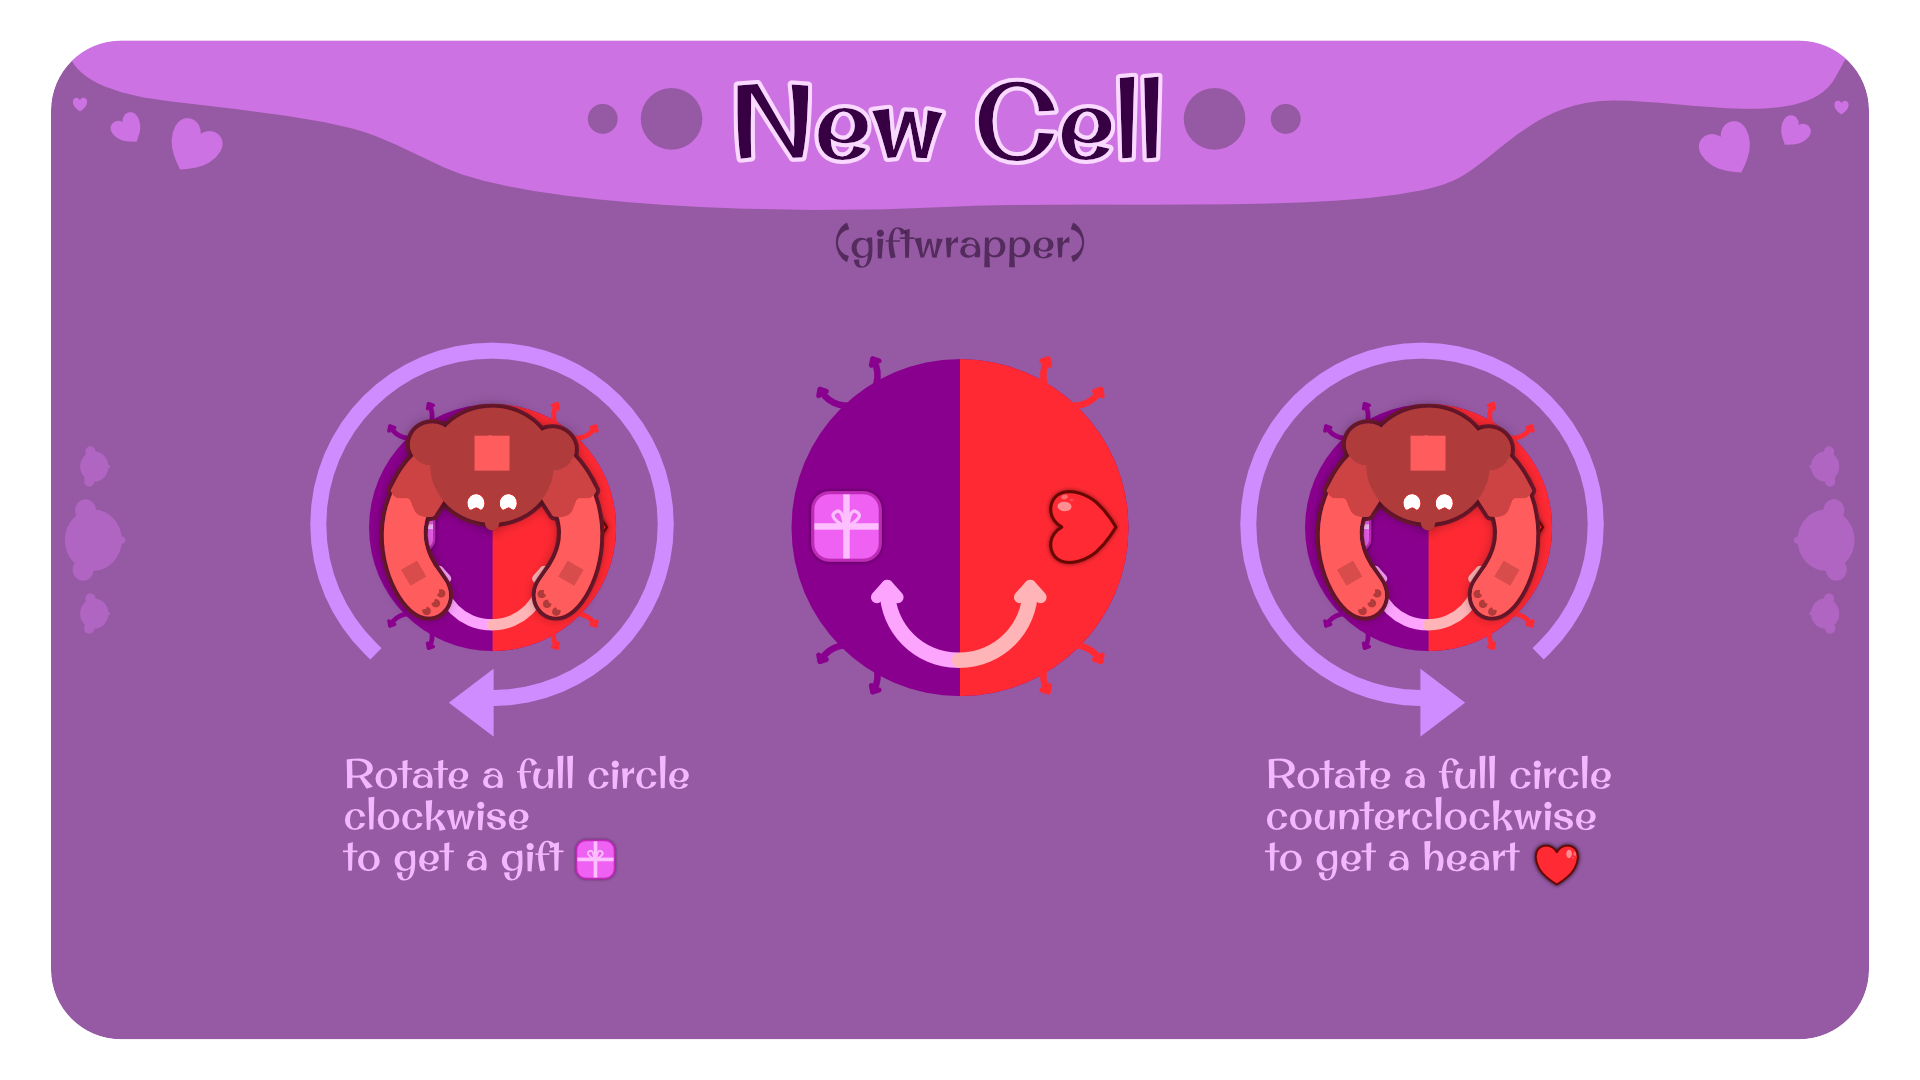 New Cell
(giftwrapper)
Rotate a full circle
clockwise
to get a gift
Rotate a full circle
counterclockwise
to get a heart